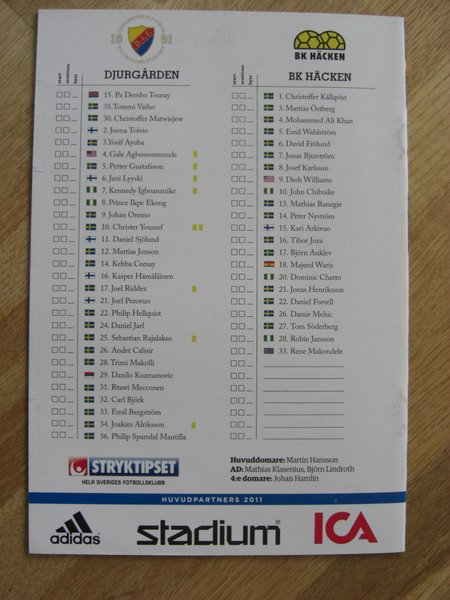 D.I.F.
DJURGÅRDEN
start
ersättare
byte
15. Pa Dembo Touray
35. Tommi Vaiho
30. Christoffer Matwiejew
2. Joona Toivio
3. Yosif Ayuba
4. Gale Agbossoumonde
5. Petter Gustafsson
6. Jani Lyyski
7. Kennedy Igboananike
8. Prince Ikpe Ekong
9. Johan Oremo
10. Christer Youssef
11. Daniel Sjölund
12. Mattias Jonson
14. Kebba Ceesay
16. Kasper Hämäläinen
17. Joel Riddez
21. Joel Perovuo
22. Philip Hellquist
24. Daniel Jarl
25. Sebastian Rajalakso
26. André Calisir
28. Trimi Makolli
29. Danilo Kuzmanovic
31. Rtawi Mecconen
32. Carl Björk
33. Emil Bergström
34. Joakim Alriksson
36. Philip Sparrdal Mantilla
BK HÄCKEN
BK HÄCKEN
start
ersättare
byte
1. Christoffer Källqvist
3. Mattias Östberg
4. Mohammed Ali Khan
5. Emil Wahlström
6. David Frölund
7. Jonas Bjurström
8. Josef Karlsson
9. Dioh Williams
10. John Chibuike
13. Mathias Ranegie
14. Peter Nyström
15. Kari Arkivuo
16. Tibor Joza
17. Björn Anklev
18. Majeed Waris
20. Dominic Chatto
21. Jonas Henriksson
22. Daniel Forsell
26. Damir Mehic
27. Tom Söderberg
28. Robin Jansson
33. Rene Makondele
STRYKTIPSET
HELA SVERIGES FOTBOLLSKLUBB
Huvuddomare: Martin Hansson
AD: Mathias Klasenius, Björn Lindroth
4:e domare: Johan Hamlin
HUVUDPARTNERS 2011
adidas
stadium
ICA